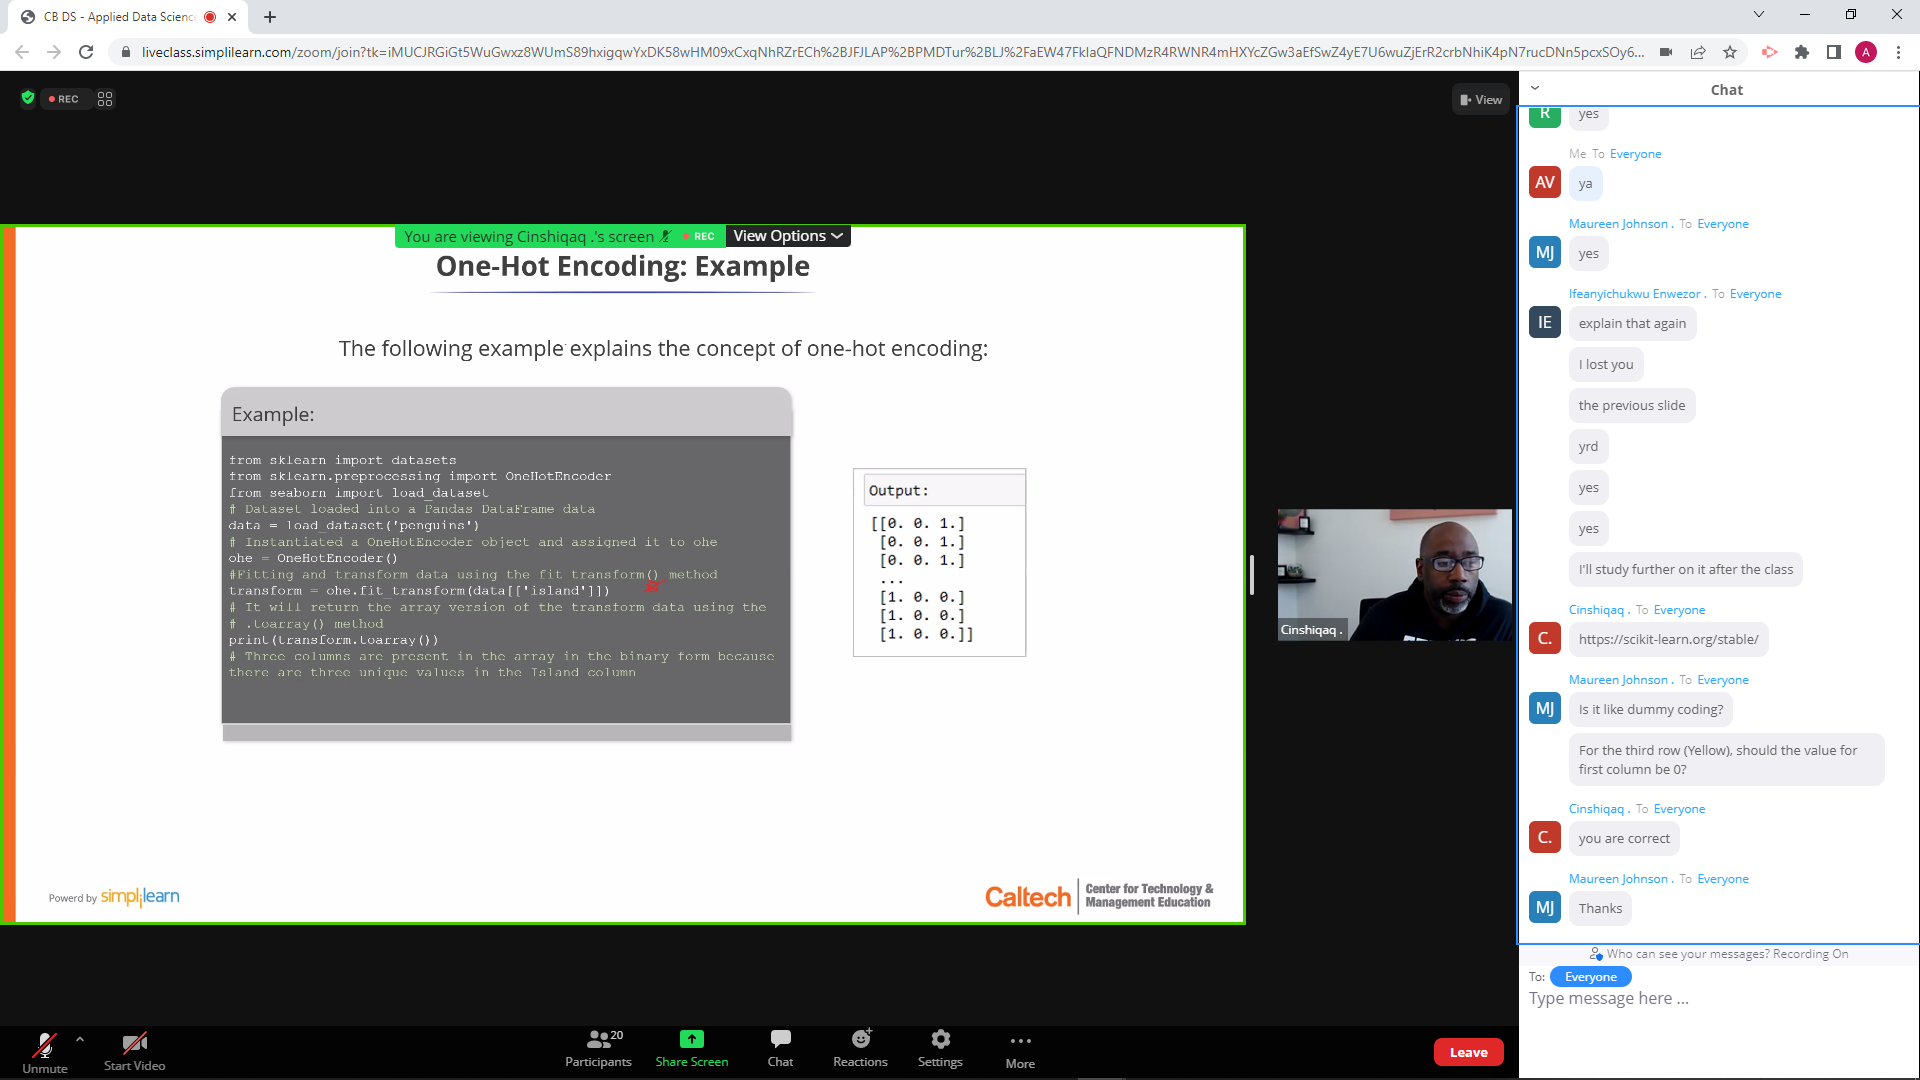 CB DS - Applied Data Scienc
liveclass.simplilearn.com/zoom/join?tk=
A
REC
View
You are viewing Cinshiqaq .'s screen
REC
View Options
One-Hot Encoding: Example
The following example explains the concept of one-hot encoding:
Example:
from sklearn import datasets
from sklearn.preprocessing import OneHotEncoder
from seaborn import load_dataset
# Dataset loaded into a Pandas DataFrame data
data = load_dataset('penguins')
# Instantiated a OneHotEncoder object and assigned it to ohe
ohe = OneHotEncoder()
#Fitting and transform data using the fit transform() method
transform = ohe.fit_transform(data[['island']])
# It will return the array version of the transform data using the
# .toarray() method
print(transform.toarray())
# Three columns are present in the array in the binary form because
there are three unique values in the Island column
Output:
[[0. 0. 1.]
[0. 0. 1.]
[0. 0. 1.]
...
[1. 0. 0.]
[1. 0. 0.]
[1. 0. 0.]]
Powerd by simplilearn
Caltech
Center for Technology &
Management Education
Cinshiqaq .
Chat
R
yes
Me To Everyone
AV
ya
Maureen Johnson . To Everyone
MJ
yes
Ifeanyichukwu Enwezor . To Everyone
IE
explain that again
I lost you
the previous slide
yrd
yes
yes
I'll study further on it after the class
Cinshiqaq . To Everyone
C.
https://scikit-learn.org/stable/
Maureen Johnson . To Everyone
MJ
Is it like dummy coding?
For the third row (Yellow), should the value for
first column be 0?
Cinshiqaq . To Everyone
C.
you are correct
Maureen Johnson . To Everyone
MJ
Thanks
Who can see your messages? Recording On
To: Everyone
Type message here ...
Unmute
Start Video
20
Participants
Share Screen
Chat
Reactions
Settings
More
Leave